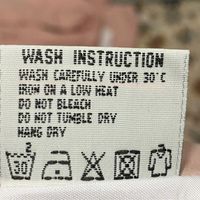 WASH INSTRUCTION
WASH CAREFULLY UNDER 30°C
IRON ON A LOW HEAT
DO NOT BLEACH
DO NOT TUMBLE DRY
HANG DRY
2
30